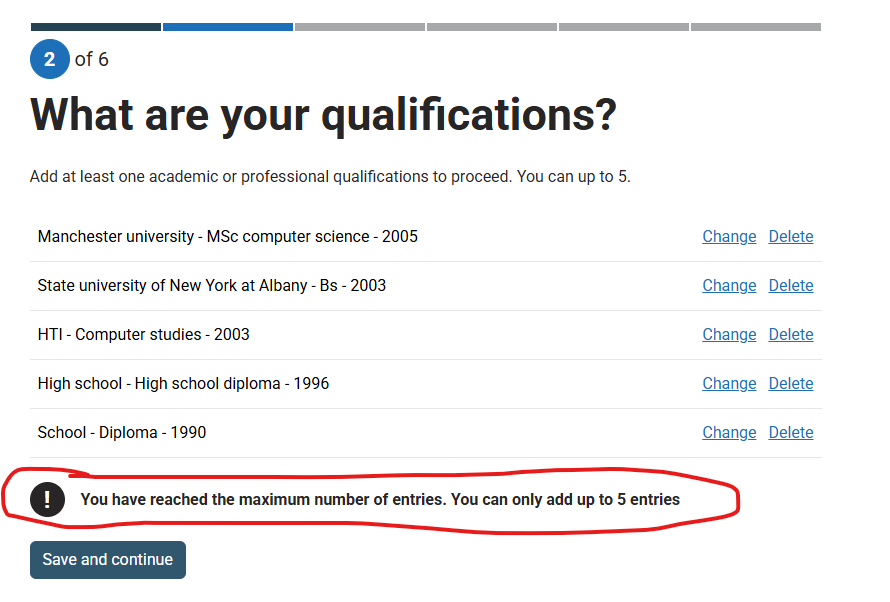 2 of 6
What are your qualifications?
Add at least one academic or professional qualifications to proceed. You can up to 5.
Manchester university - MSc computer science - 2005 Change Delete
State university of New York at Albany - Bs - 2003 Change Delete
HTI - Computer studies - 2003 Change Delete
High school - High school diploma - 1996 Change Delete
School - Diploma - 1990 Change Delete
! You have reached the maximum number of entries. You can only add up to 5 entries
Save and continue